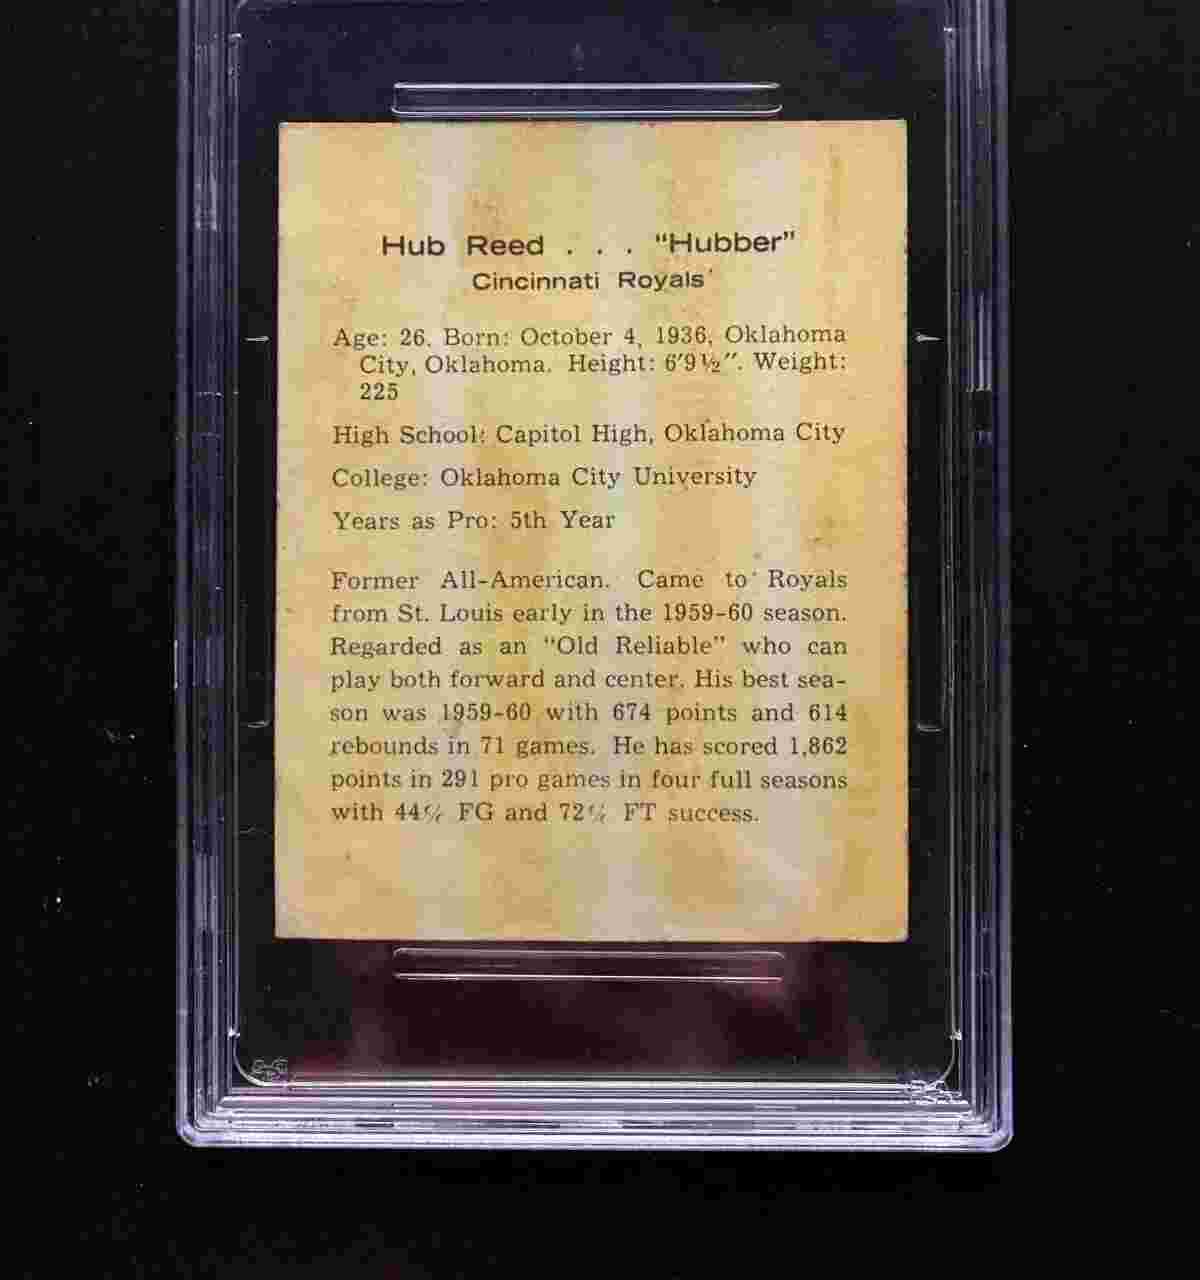 Hub Reed . . . "Hubber"
Cincinnati Royals
Age: 26. Born: October 4, 1936, Oklahoma
City, Oklahoma. Height: 6'9½". Weight:
225
High School: Capitol High, Oklahoma City
College: Oklahoma City University
Years as Pro: 5th Year
Former All-American. Came to Royals
from St. Louis early in the 1959-60 season.
Regarded as an "Old Reliable" who can
play both forward and center. His best sea-
son was 1959-60 with 674 points and 614
rebounds in 71 games. He has scored 1,862
points in 291 pro games in four full seasons
with 44% FG and 72% FT success.